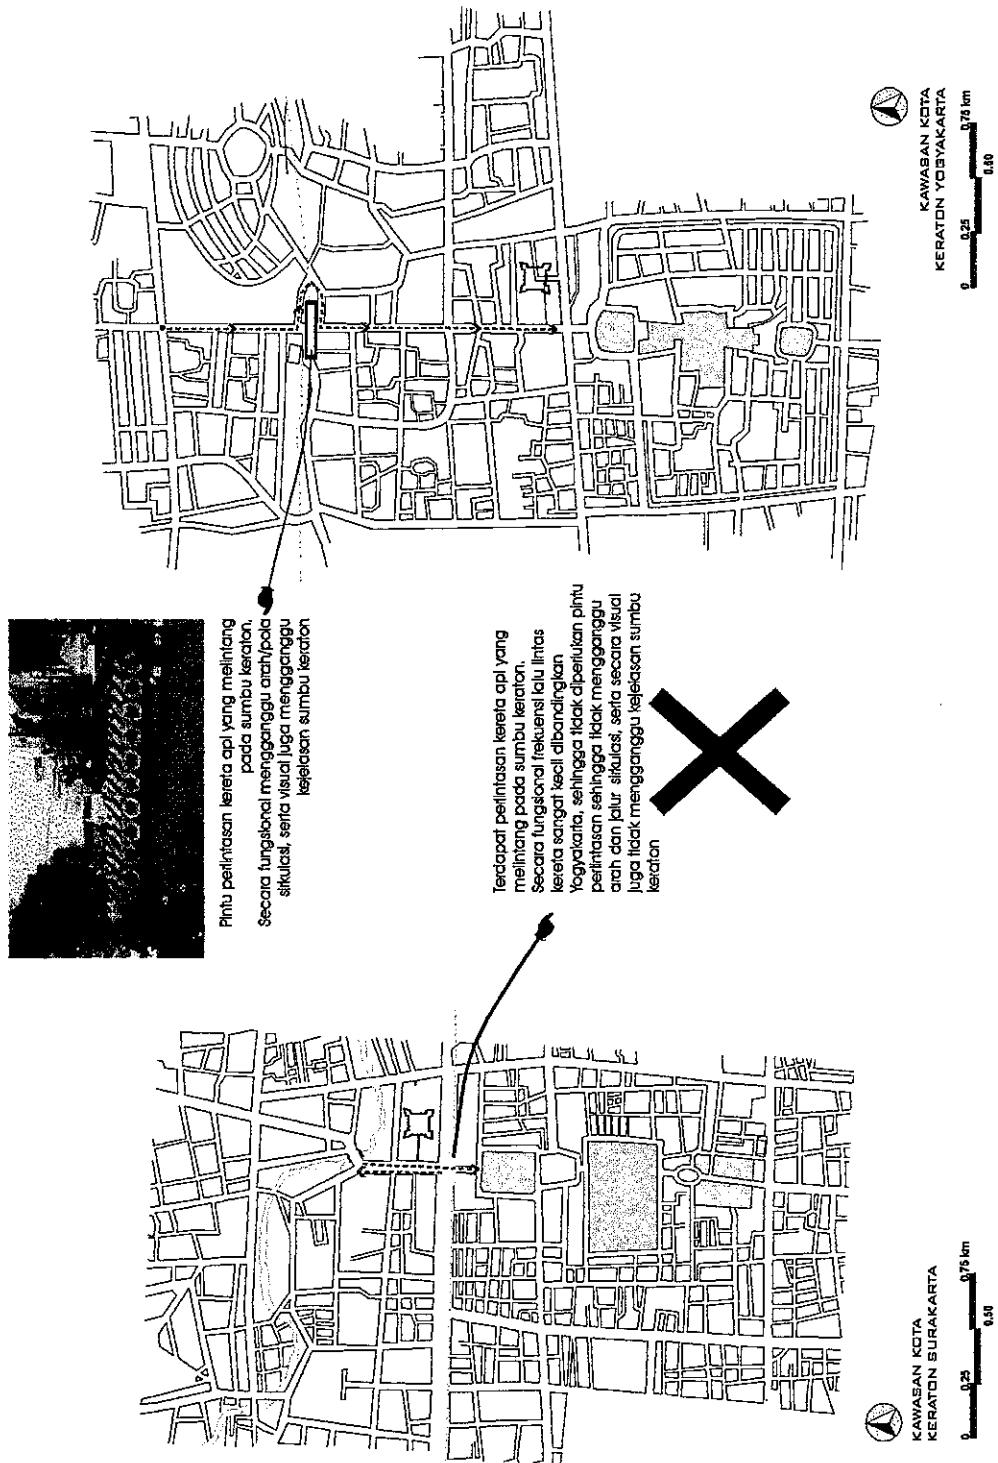 Pintu perlintasan kereta api yang melintang
pada sumbu keraton.
Secara fungsional mengganggu arah/pola
sirkulasi, serta visual juga mengganggu
kejelasan sumbu keraton
KAWASAN KOTA
KERATON YOGYAKARTA
0 0,25 0,75 km
0.50
Terdapat perlintasan kereta api yang
melintang pada sumbu keraton.
Secara fungsional frekuensi lalu lintas
kereta sangat kecil dibandingkan
Yogyakarta, sehingga tidak diperlukan pintu
perlintasan sehingga tidak mengganggu
arah dan jalur sirkulasi, serta secara visual
juga tidak mengganggu kejelasan sumbu
keraton
KAWASAN KOTA
KERATON SURAKARTA
0 0,25 0,75 km
0.50